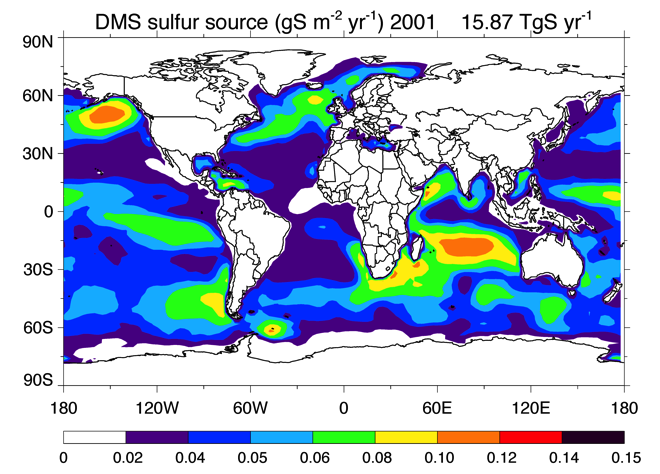 DMS sulfur source (gS m-2 yr-1) 2001 15.87 TgS yr-1
90N
60N
30N
0
30S
60S
90S
180 120W 60W 0 60E 120E 180
0 0.02 0.04 0.05 0.06 0.08 0.10 0.12 0.14 0.15